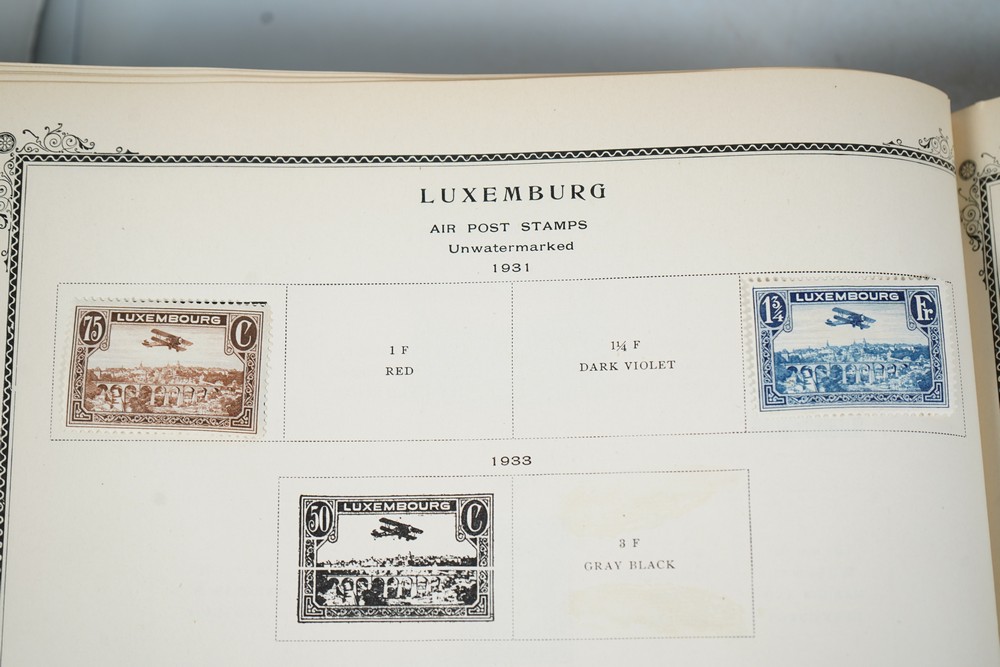 LUXEMBURG
AIR POST STAMPS
Unwatermarked
1931
75 LUXEMBOURG C
1 F
RED
1¼ F
DARK VIOLET
1¾ LUXEMBOURG Fr
1933
50 LUXEMBOURG C
3 F
GRAY BLACK